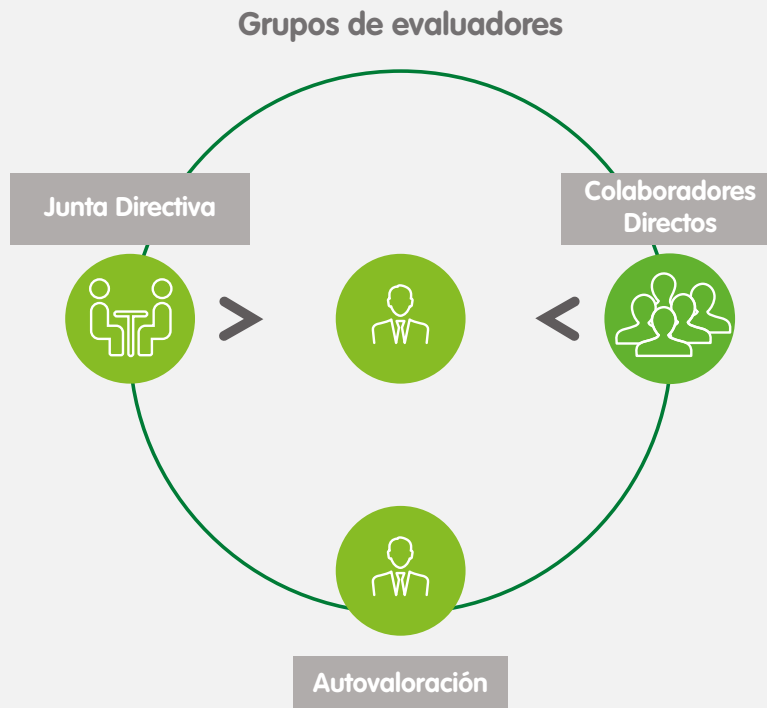 Grupos de evaluadores
Junta Directiva
Colaboradores
Directos
Autovaloración